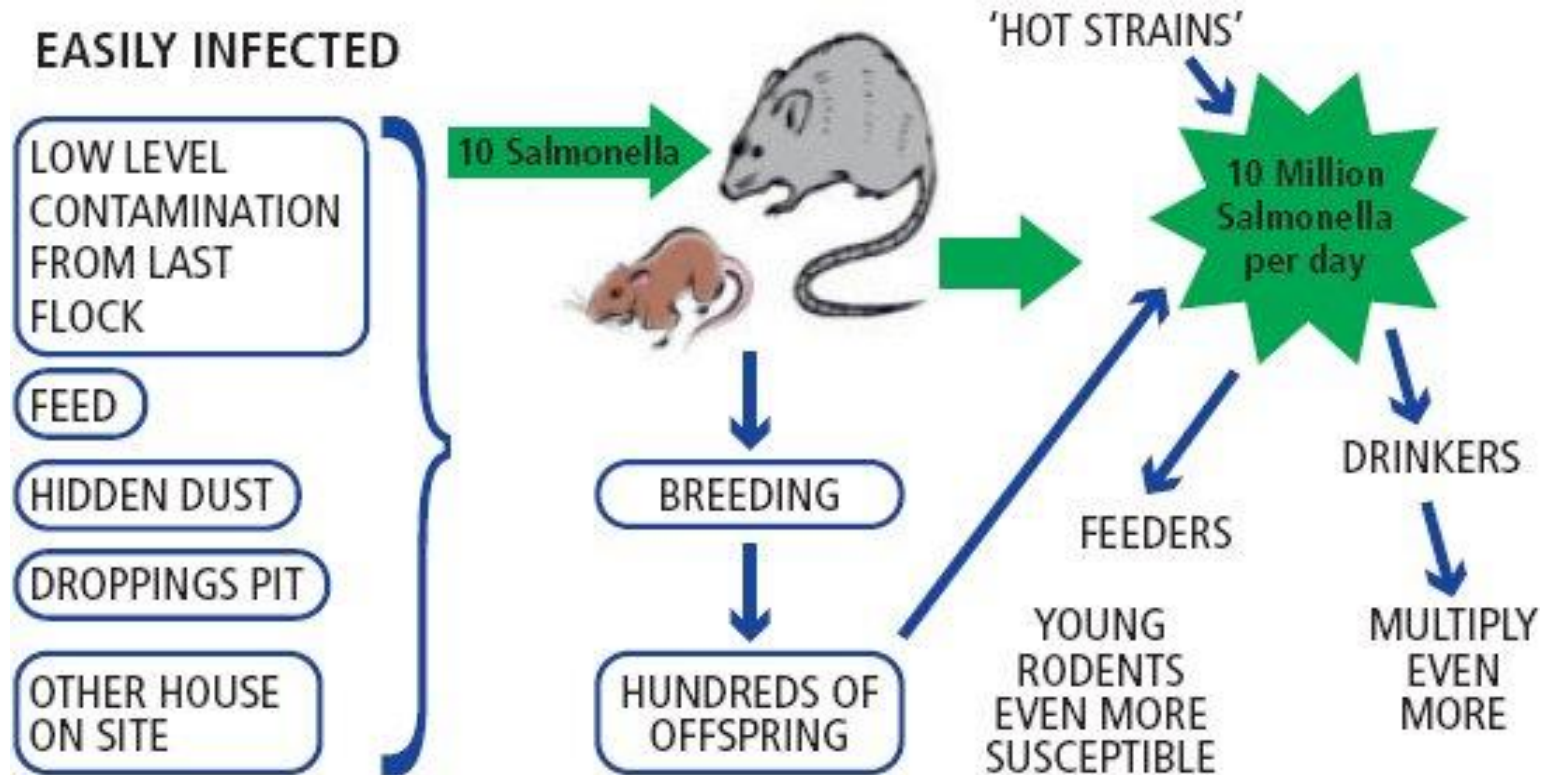 EASILY INFECTED
LOW LEVEL
CONTAMINATION
FROM LAST
FLOCK
FEED
HIDDEN DUST
DROPPINGS PIT
OTHER HOUSE
ON SITE
10 Salmonella
BREEDING
HUNDREDS OF
OFFSPRING
'HOT STRAINS'
10 Million
Salmonella
per day
FEEDERS
YOUNG
RODENTS
EVEN MORE
SUSCEPTIBLE
DRINKERS
MULTIPLY
EVEN
MORE